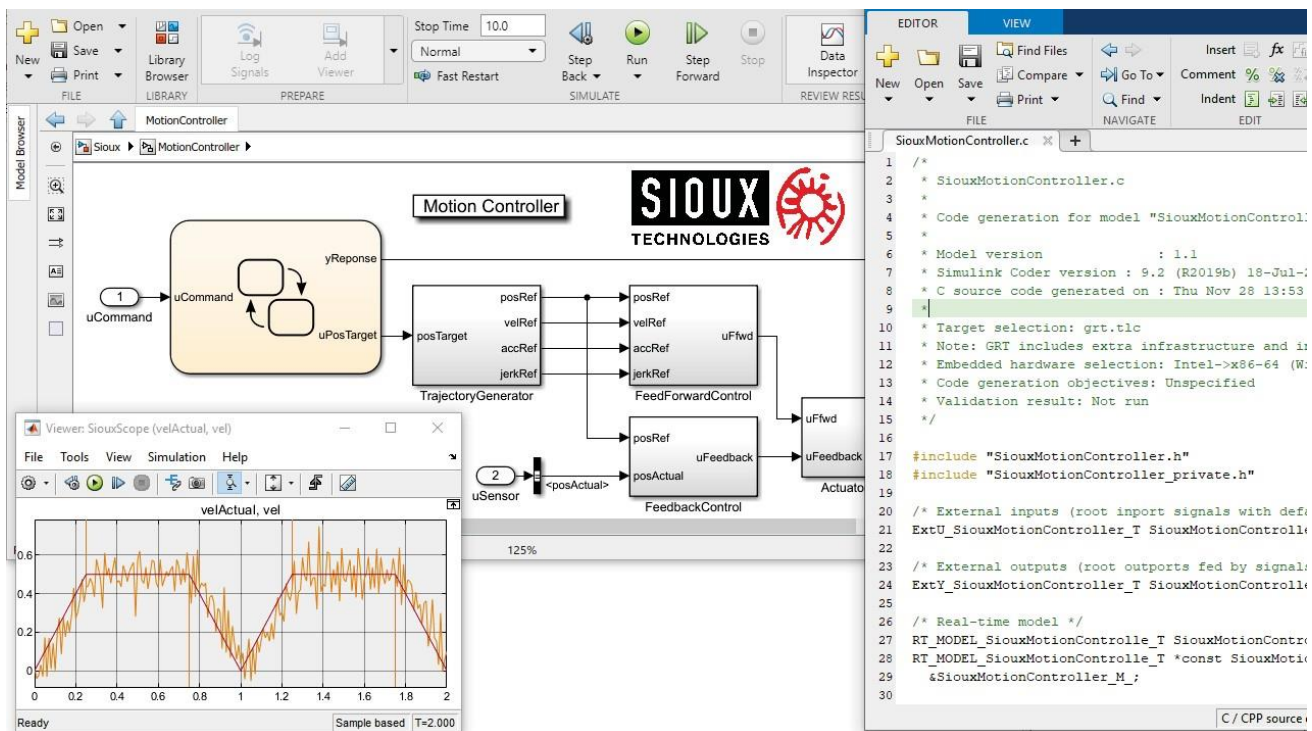 Open
Save
Print
New
FILE
Library
Browser
LIBRARY
Log
Signals
Add
Viewer
PREPARE
Stop Time 10.0
Normal
Fast Restart
Step
Back
Run
Step
Forward
Stop
SIMULATE
Data
Inspector
REVIEW RESU
Model Browser
MotionController
Sioux MotionController
Motion Controller
SIOUX
TECHNOLOGIES
1
uCommand
uCommand
yReponse
uPosTarget
posTarget
posRef
velRef
accRef
jerkRef
TrajectoryGenerator
posRef
velRef
accRef
jerkRef
uFfwd
FeedForwardControl
2
uSensor
<posActual>
posRef
posActual
uFeedback
FeedbackControl
uFfwd
uFeedback
Actuato
125%
Viewer: SiouxScope (velActual, vel)
File Tools View Simulation Help
velActual, vel
0.6
0.4
0.2
0
0 0.2 0.4 0.6 0.8 1.0 1.2 1.4 1.6 1.8 2
Ready Sample based T=2.000
EDITOR VIEW
New
Open
Save
Find Files
Compare
Print
FILE
Go To
Find
NAVIGATE
Insert fx
Comment %
Indent
EDIT
SiouxMotionController.c
1 /*
2 * SiouxMotionController.c
3 *
4 * Code generation for model "SiouxMotionControll
5 *
6 * Model version : 1.1
7 * Simulink Coder version : 9.2 (R2019b) 18-Jul-2
8 * C source code generated on : Thu Nov 28 13:53
9 *
10 * Target selection: grt.tlc
11 * Note: GRT includes extra infrastructure and in
12 * Embedded hardware selection: Intel->x86-64 (Wi
13 * Code generation objectives: Unspecified
14 * Validation result: Not run
15 */
16
17 #include "SiouxMotionController.h"
18 #include "SiouxMotionController_private.h"
19
20 /* External inputs (root inport signals with defa
21 ExtU_SiouxMotionController_T SiouxMotionControlle
22
23 /* External outputs (root outports fed by signals
24 ExtY_SiouxMotionController_T SiouxMotionControlle
25
26 /* Real-time model */
27 RT_MODEL_SiouxMotionControlle_T SiouxMotionContro
28 RT_MODEL_SiouxMotionControlle_T *const SiouxMotio
29 &SiouxMotionController_M_;
30
C / CPP source